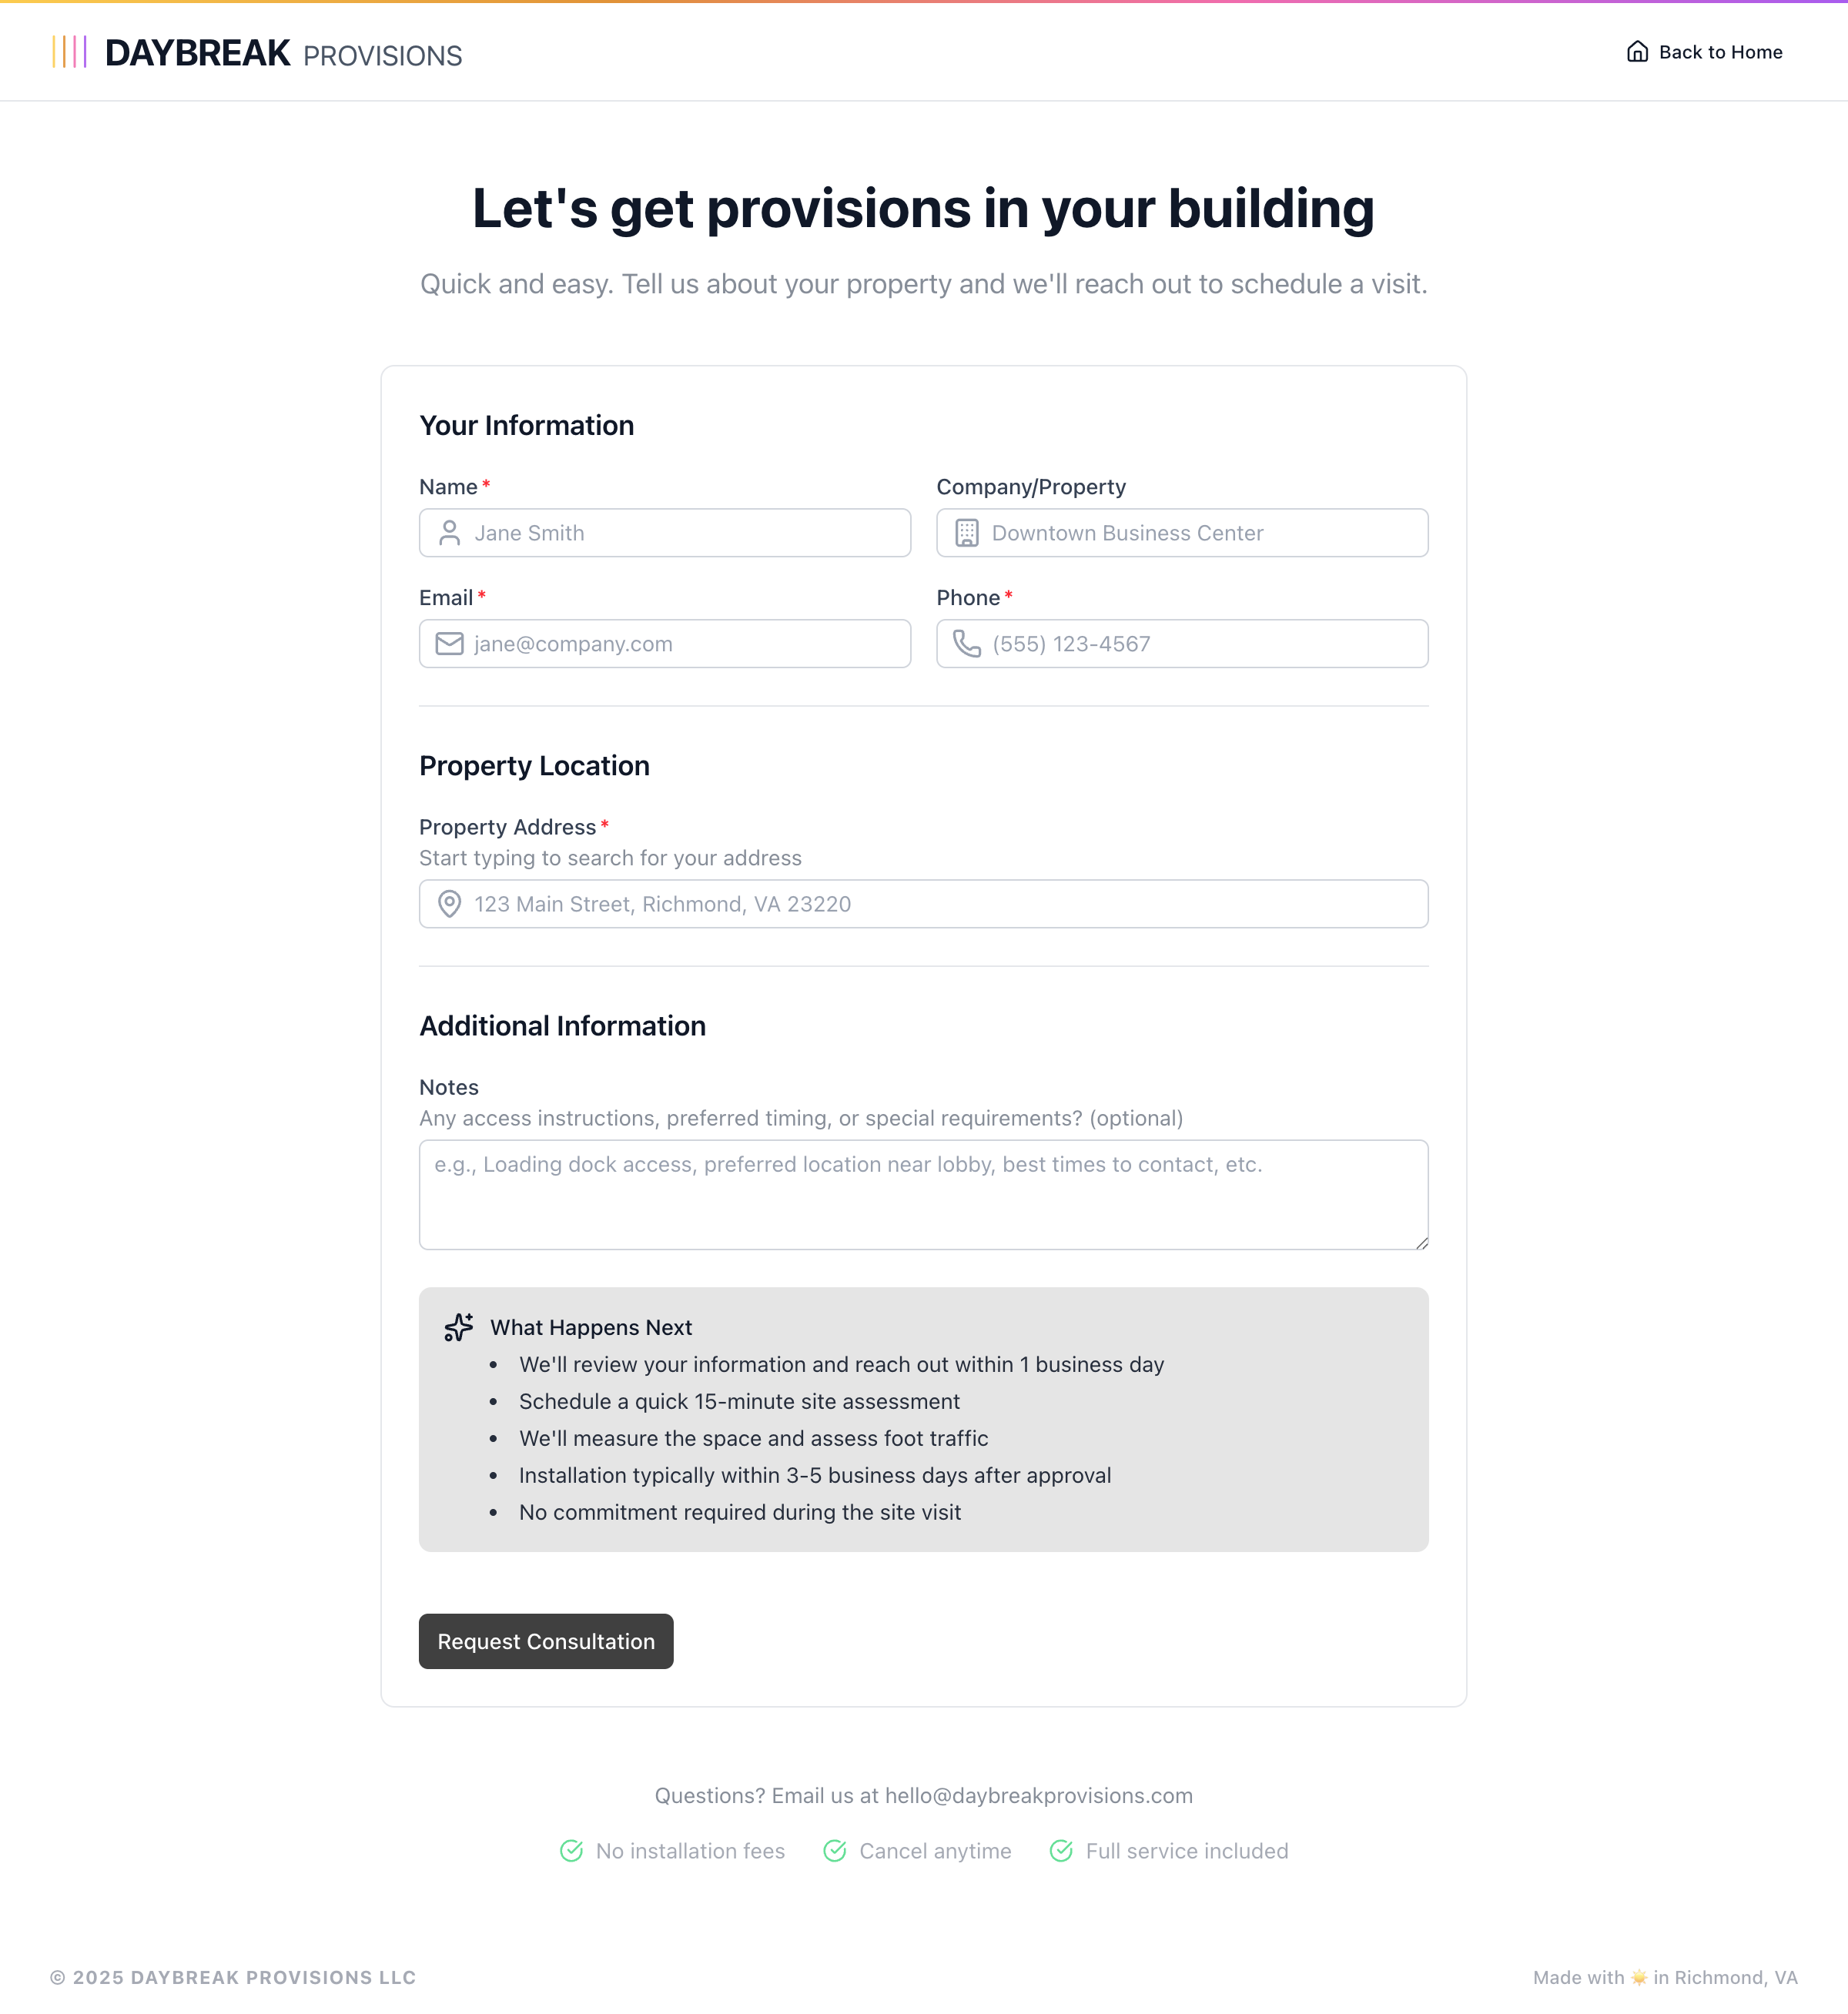 DAYBREAK PROVISIONS
Back to Home
Let's get provisions in your building
Quick and easy. Tell us about your property and we'll reach out to schedule a visit.
Your Information
Name*
Company/Property
Jane Smith
Downtown Business Center
Email*
Phone*
jane@company.com
(555) 123-4567
Property Location
Property Address*
Start typing to search for your address
123 Main Street, Richmond, VA 23220
Additional Information
Notes
Any access instructions, preferred timing, or special requirements? (optional)
e.g., Loading dock access, preferred location near lobby, best times to contact, etc.
What Happens Next
• We'll review your information and reach out within 1 business day
• Schedule a quick 15-minute site assessment
• We'll measure the space and assess foot traffic
• Installation typically within 3-5 business days after approval
• No commitment required during the site visit
Request Consultation
Questions? Email us at hello@daybreakprovisions.com
No installation fees
Cancel anytime
Full service included
© 2025 DAYBREAK PROVISIONS LLC
Made with ☀️ in Richmond, VA